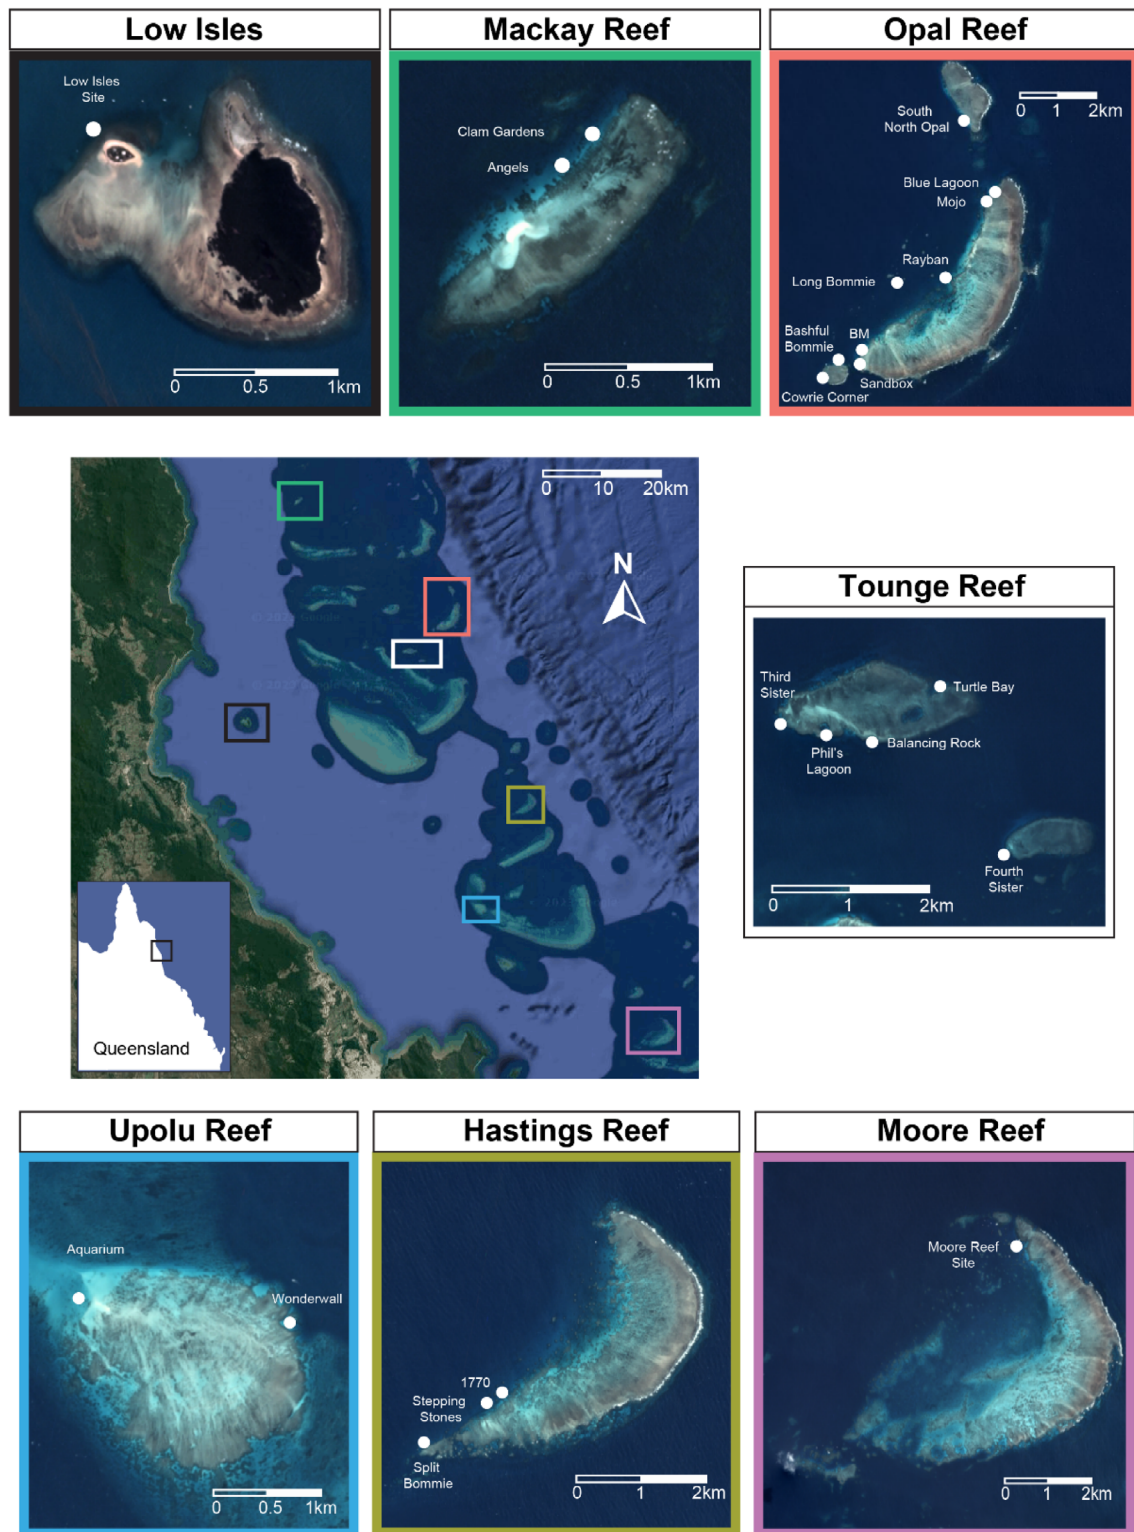 Low Isles
Mackay Reef
Opal Reef
Low Isles
Site
0 0.5 1km
Clam Gardens
Angels
0 0.5 1km
0 1 2km
South
North Opal
Blue Lagoon
Mojo
Rayban
Long Bommie
Bashful
Bommie
BM
Sandbox
Cowrie Corner
0 10 20km
N
Queensland
Tounge Reef
Third
Sister
Turtle Bay
Phil's
Lagoon
Balancing Rock
Fourth
Sister
0 1 2km
Upolu Reef
Hastings Reef
Moore Reef
Aquarium
Wonderwall
0 0.5 1km
1770
Stepping
Stones
Split
Bommie
0 1 2km
Moore Reef
Site
0 1 2km